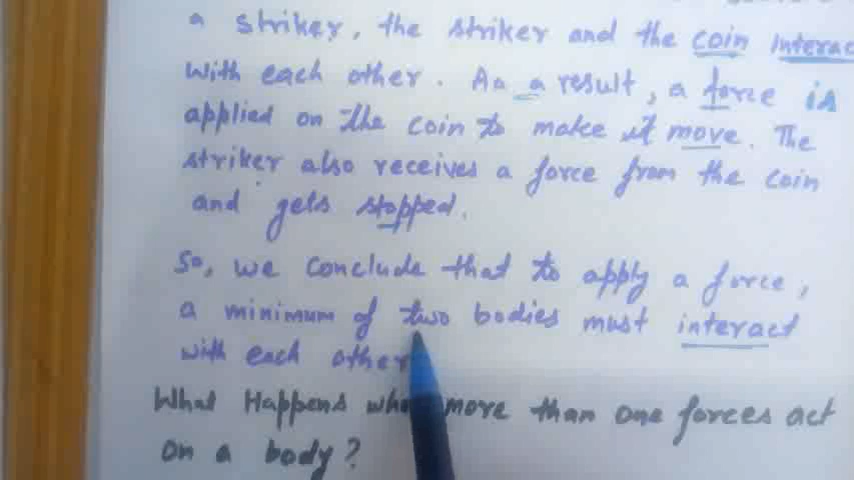 a striker, the striker and the coin interac
with each other. As a result, a force is
applied on the coin to make it move. The
striker also receives a force from the coin
and gets stopped.
So, we conclude that to apply a force,
a minimum of two bodies must interact
with each other
What Happens more than one forces act
on a body?